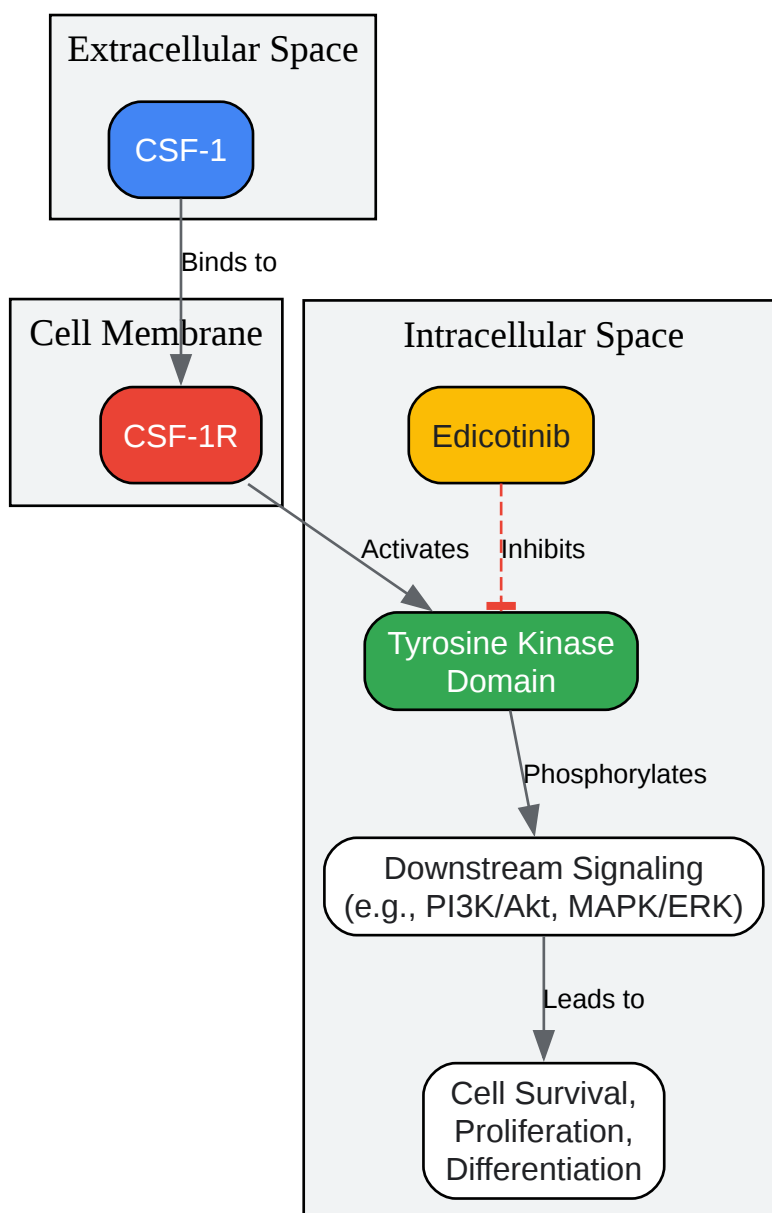 Extracellular Space
CSF-1
Binds to
Cell Membrane
CSF-1R
Intracellular Space
Edicotinib
Activates
Inhibits
Tyrosine Kinase
Domain
Phosphorylates
Downstream Signaling
(e.g., PI3K/Akt, MAPK/ERK)
Leads to
Cell Survival,
Proliferation,
Differentiation